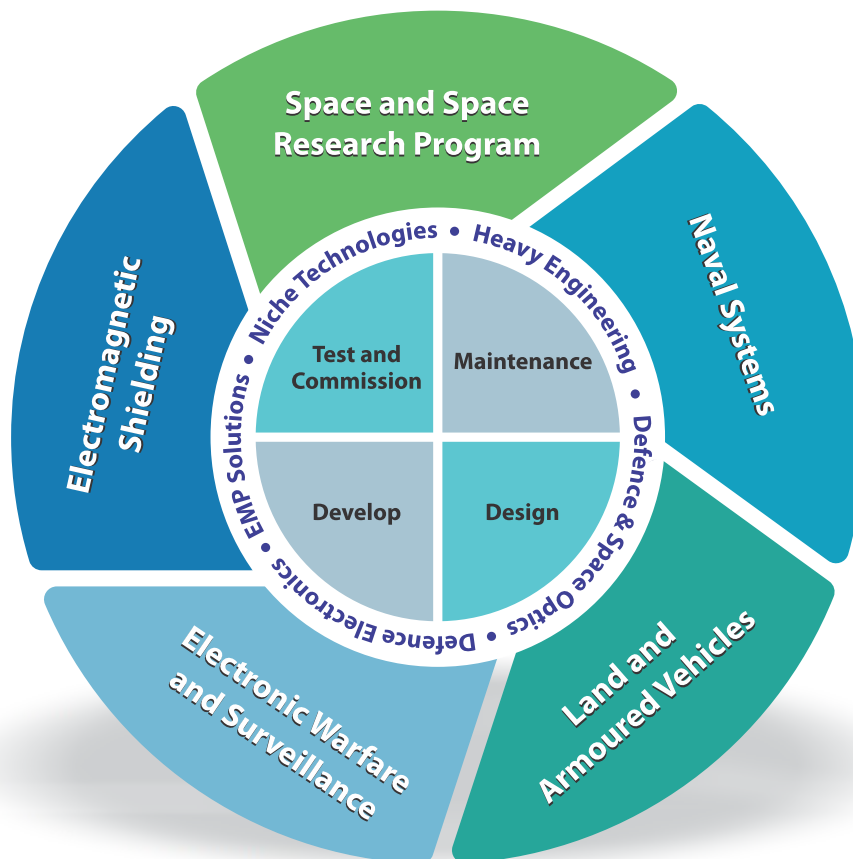 Space and Space
Research Program
Naval Systems
Land and
Armoured Vehicles
Electronic Warfare
and Surveillance
Electromagnetic
Shielding
Niche Technologies • Heavy Engineering • Defence & Space Optics • Defence Electronics • EMP Solutions •
Test and
Commission
Maintenance
Develop
Design